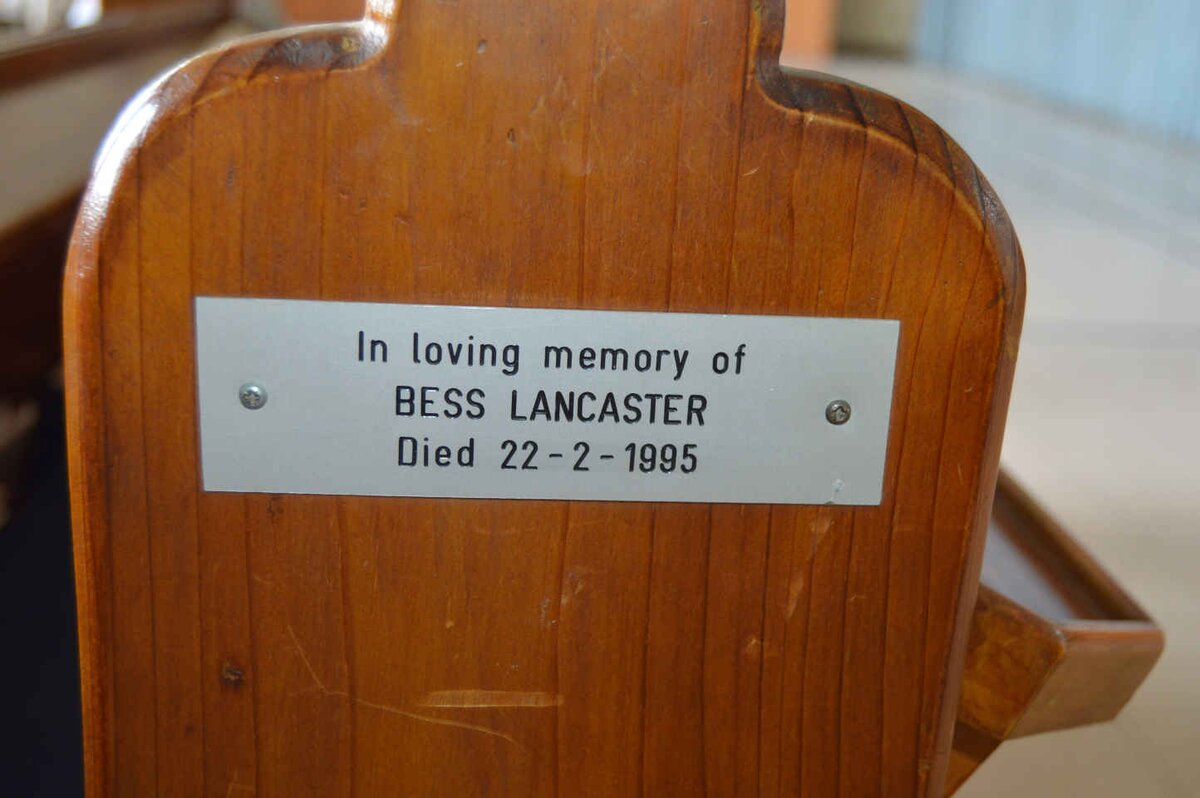 In loving memory of
BESS LANCASTER
Died 22-2-1995